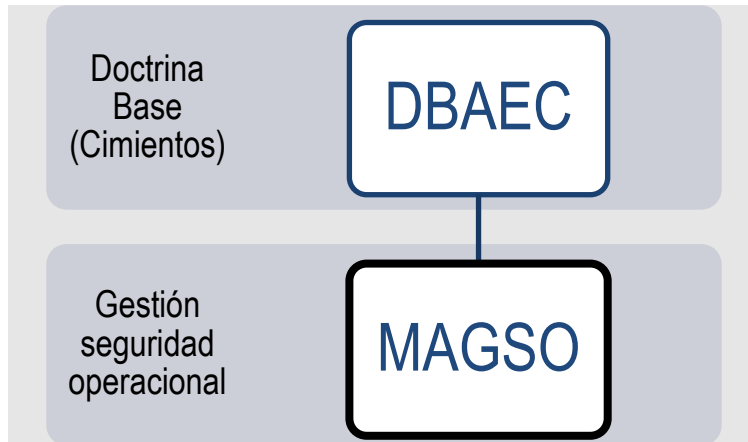 Doctrina
Base
(Cimientos)
DBAEC
Gestión
seguridad
operacional
MAGSO